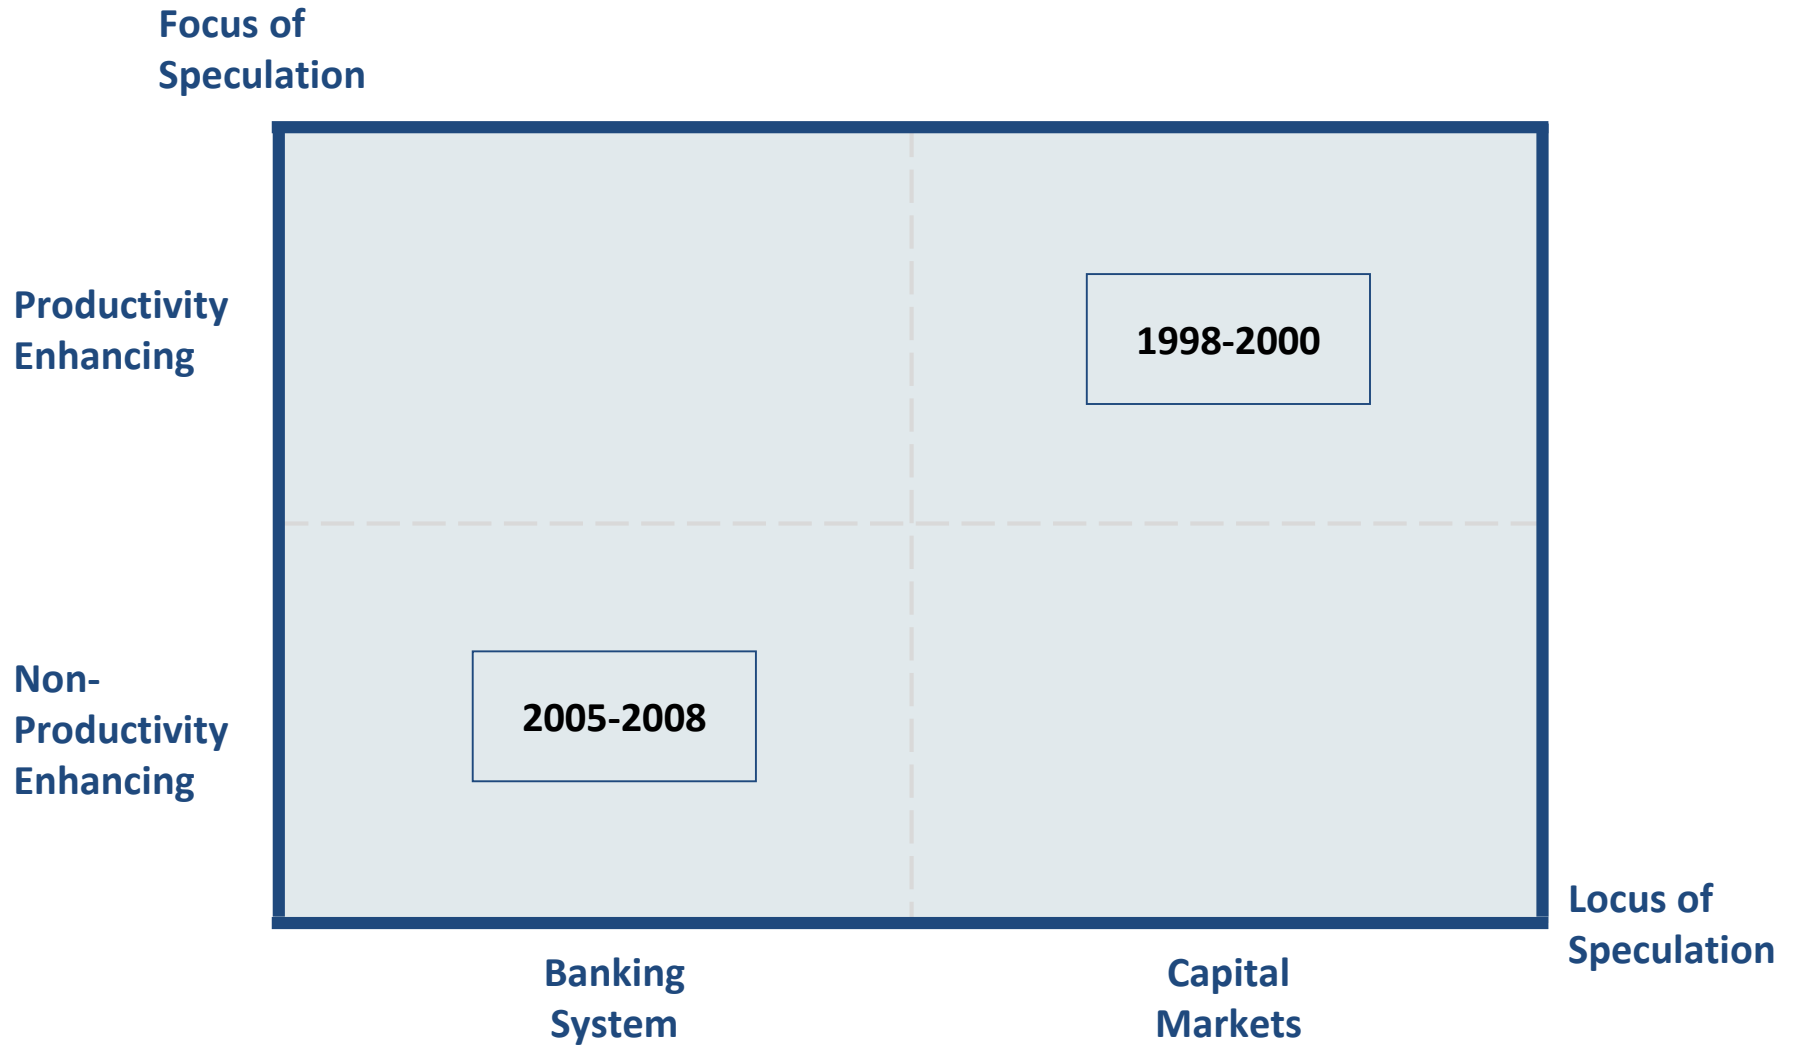 Focus of
Speculation
Productivity
Enhancing
1998-2000
Non-
Productivity
Enhancing
2005-2008
Locus of
Speculation
Banking
System
Capital
Markets